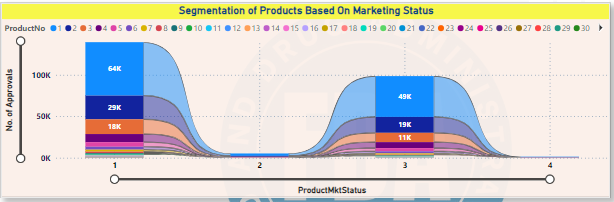 Segmentation of Products Based On Marketing Status
ProductNo 1 2 3 4 5 6 7 8 9 10 11 12 13 14 15 16 17 18 19 20 21 22 23 24 25 26 27 28 29 30
No. of Approvals
100K
50K
0K
64K
29K
18K
49K
19K
11K
1 2 3 4
ProductMktStatus